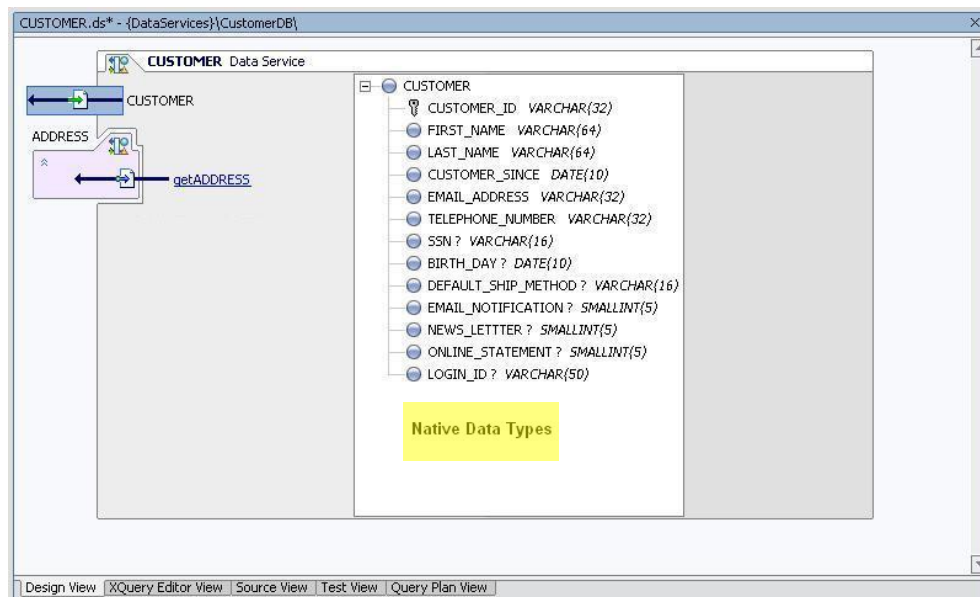 CUSTOMER.ds* - {DataServices}\CustomerDB\
CUSTOMER Data Service
CUSTOMER
ADDRESS
getADDRESS
CUSTOMER
CUSTOMER_ID VARCHAR(32)
FIRST_NAME VARCHAR(64)
LAST_NAME VARCHAR(64)
CUSTOMER_SINCE DATE(10)
EMAIL_ADDRESS VARCHAR(32)
TELEPHONE_NUMBER VARCHAR(32)
SSN ? VARCHAR(16)
BIRTH_DAY ? DATE(10)
DEFAULT_SHIP_METHOD ? VARCHAR(16)
EMAIL_NOTIFICATION ? SMALLINT(5)
NEWS_LETTTER ? SMALLINT(5)
ONLINE_STATEMENT ? SMALLINT(5)
LOGIN_ID ? VARCHAR(50)
Native Data Types
Design View XQuery Editor View Source View Test View Query Plan View